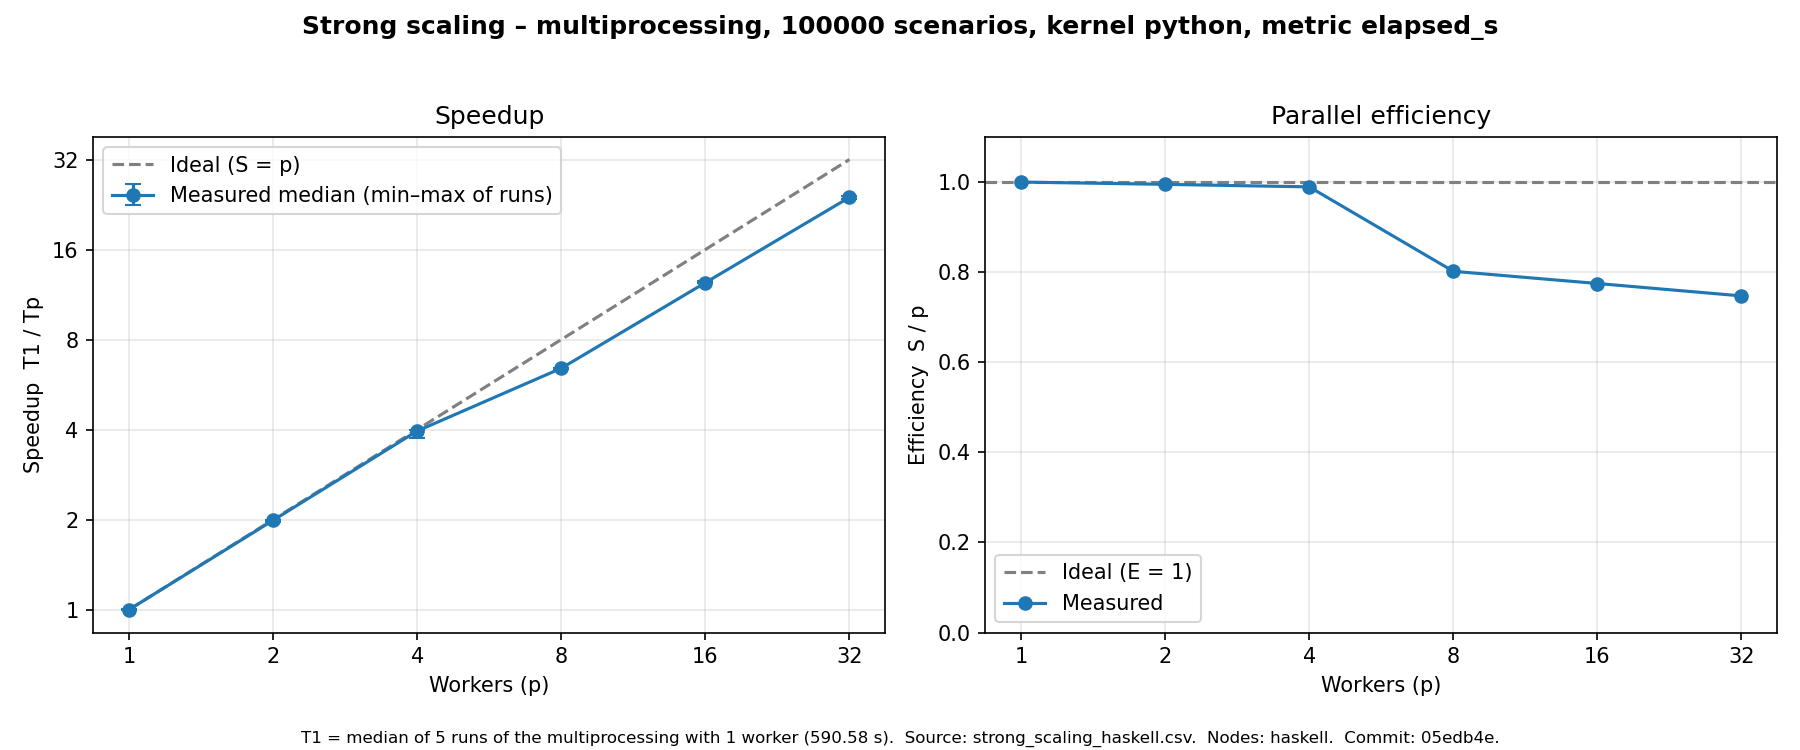 Strong scaling – multiprocessing, 100000 scenarios, kernel python, metric elapsed_s
Speedup
Ideal (S = p)
Measured median (min–max of runs)
Speedup T1 / Tp
32
16
8
4
2
1
1 2 4 8 16 32
Workers (p)
Parallel efficiency
Efficiency S / p
1.0
0.8
0.6
0.4
0.2
0.0
Ideal (E = 1)
Measured
1 2 4 8 16 32
Workers (p)
T1 = median of 5 runs of the multiprocessing with 1 worker (590.58 s). Source: strong_scaling_haskell.csv. Nodes: haskell. Commit: 05edb4e.